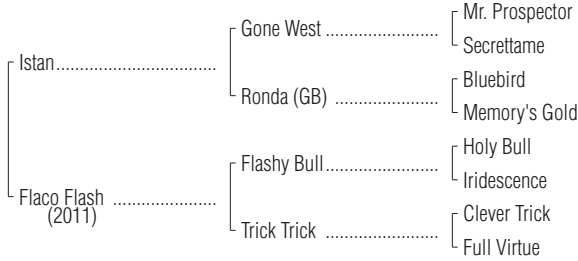 Mr. Prospector
Gone West ........................
Secrettame
Istan..................................
Bluebird
Ronda (GB) ......................
Memory's Gold
Holy Bull
Flashy Bull........................
Iridescence
Flaco Flash ......................
(2011)
Clever Trick
Trick Trick ........................
Full Virtue